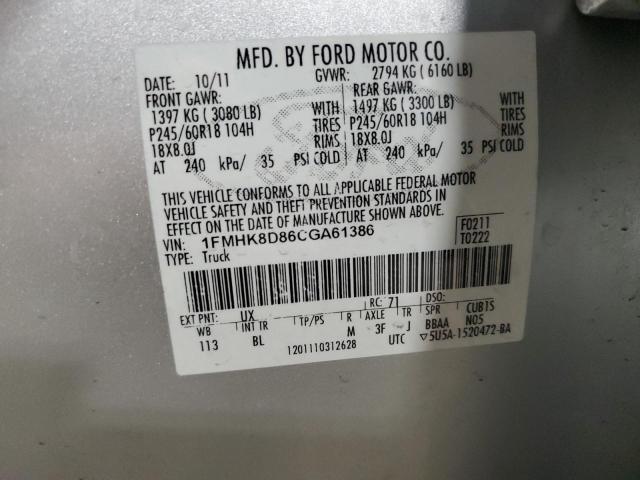 MFD. BY FORD MOTOR CO.
10/11 GVWR: 2794 KG ( 6160 LB)
FRONT GAWR: REAR GAWR:
1397 KG ( 3080 LB) WITH 1497 KG ( 3300 LB) WITH
P245/60R18 104H TIRES P245/60R18 104H TIRES
18X8.0J RIMS 18X8.0J RIMS
AT 240 kPa/ 35 PSI COLD AT 240 kPa/ 35 PSI COLD
THIS VEHICLE CONFORMS TO ALL APPLICABLE FEDERAL MOTOR
VEHICLE SAFETY AND THEFT PREVENTION STANDARDS IN
EFFECT ON THE DATE OF MANUFACTURE SHOWN ABOVE.
VIN: 1FMHK8D86CGA61386 F0211
TYPE: Truck T0222
EXT PNT: UX RC: 71 DSO:
WB INT TR TP/PS R AXLE TR SPR CUB1S
113 BL M 3F J BBAA N05
1201110312628 UTC ▽5U5A-1520472-BA